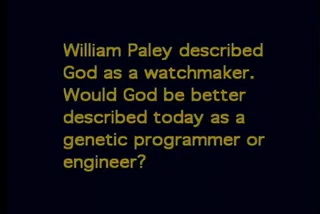 William Paley described
God as a watchmaker.
Would God be better
described today as a
genetic programmer or
engineer?